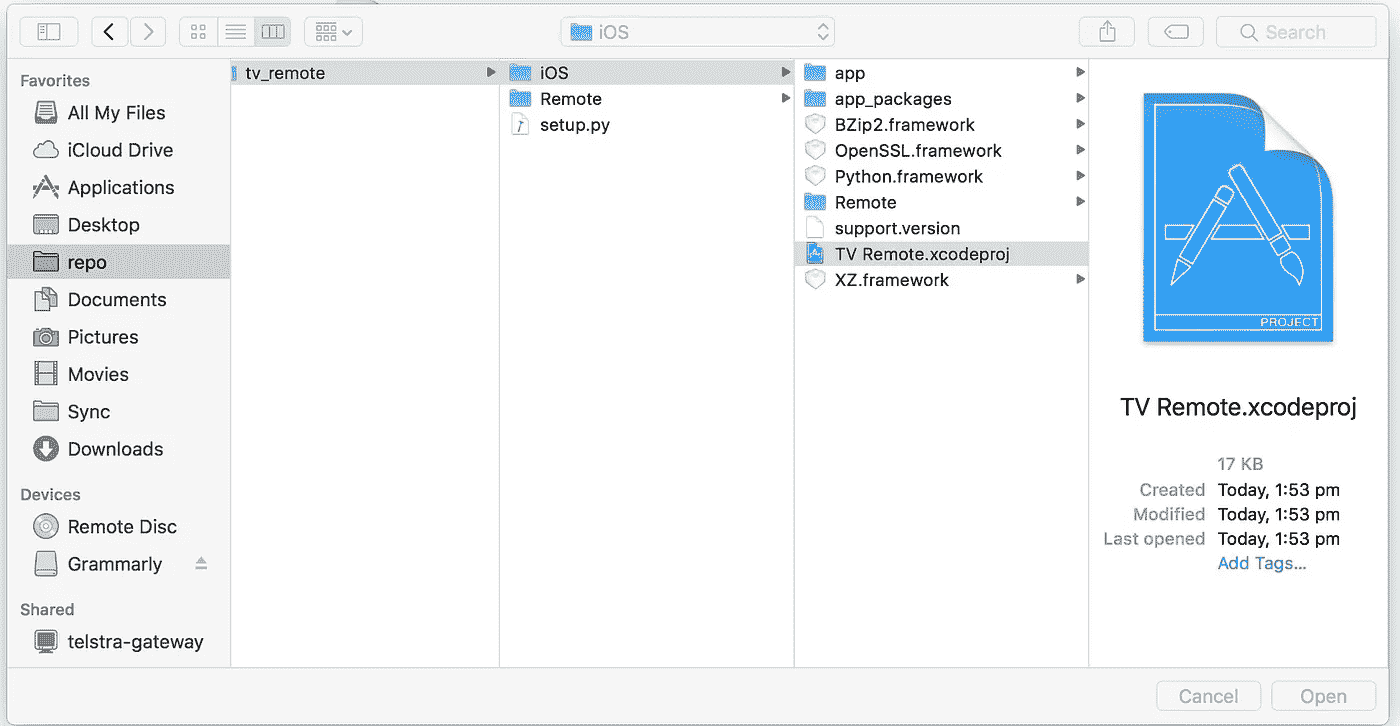 iOS
Search
Favorites
All My Files
iCloud Drive
Applications
Desktop
repo
Documents
Pictures
Movies
Sync
Downloads
Devices
Remote Disc
Grammarly
Shared
telstra-gateway
tv_remote
iOS
Remote
setup.py
app
app_packages
BZip2.framework
OpenSSL.framework
Python.framework
Remote
support.version
TV Remote.xcodeproj
XZ.framework
PROJECT
TV Remote.xcodeproj
17 KB
Created Today, 1:53 pm
Modified Today, 1:53 pm
Last opened Today, 1:53 pm
Add Tags...
Cancel Open